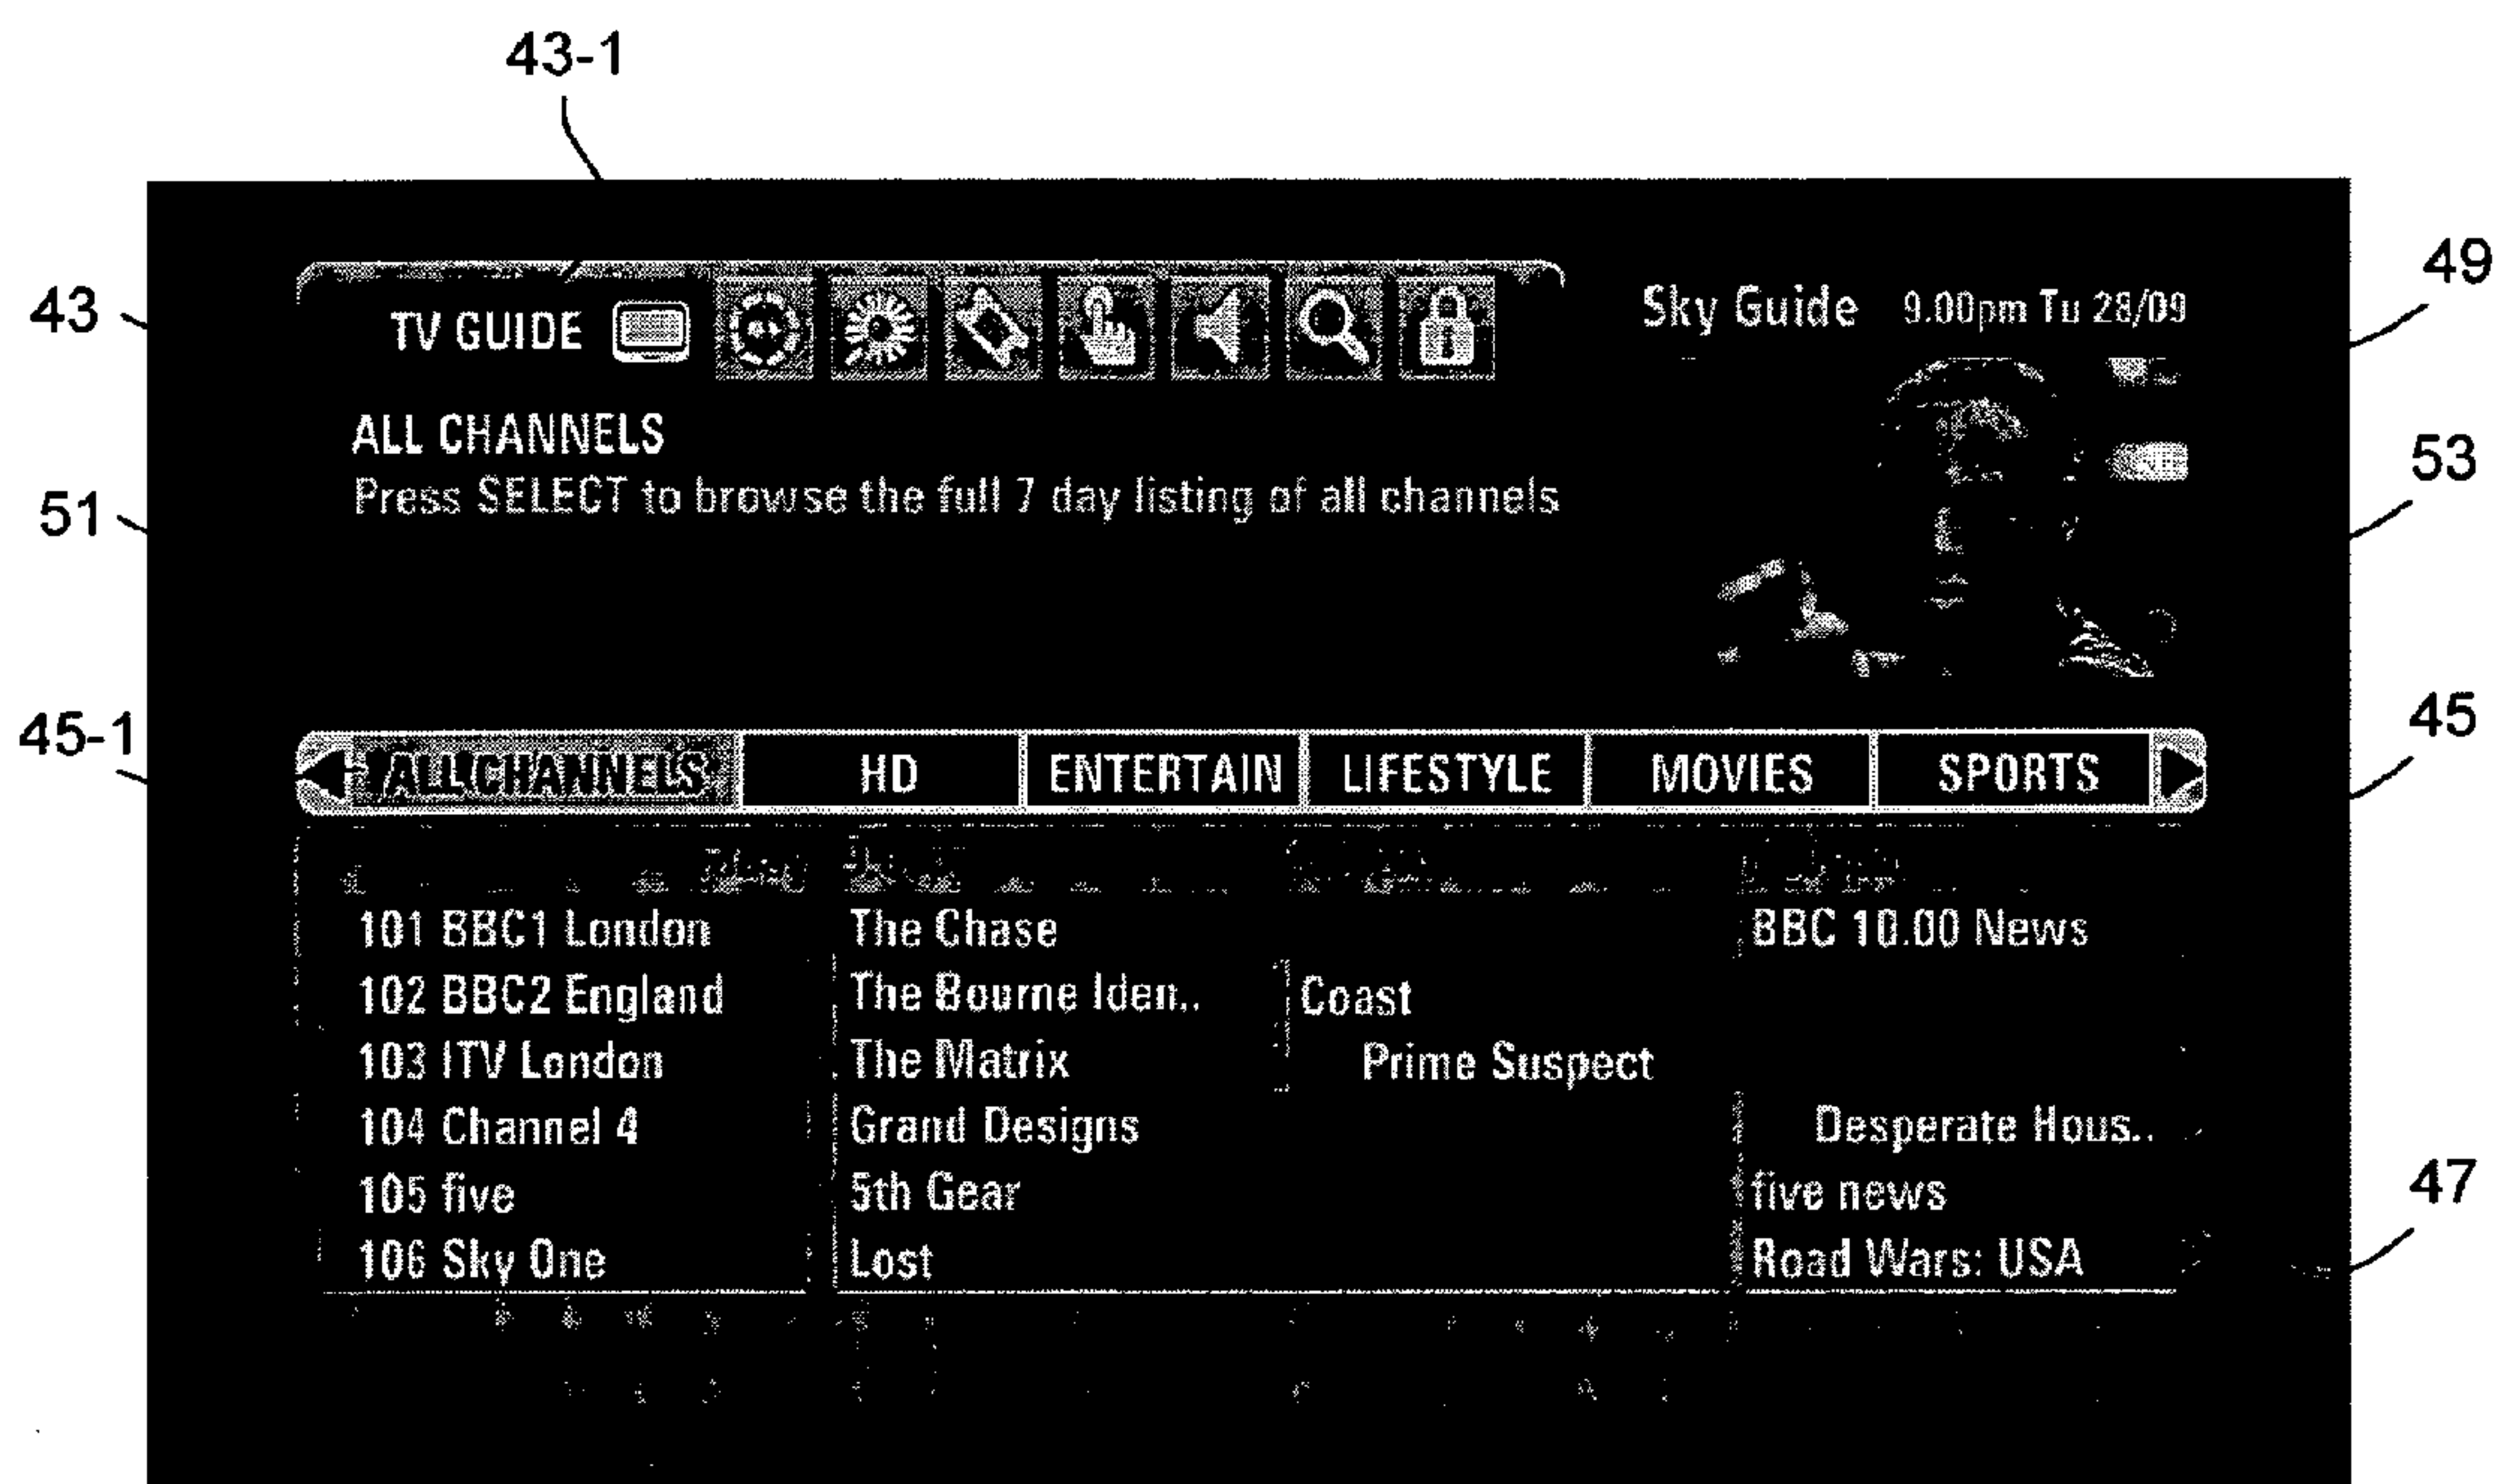 43-1
43
49
TV GUIDE
Sky Guide 9.00pm Tu 28/09
ALL CHANNELS
Press SELECT to browse the full 7 day listing of all channels
51
53
45-1
45
ALL CHANNELS HD ENTERTAIN LIFESTYLE MOVIES SPORTS
101 BBC1 London The Chase BBC 10.00 News
102 BBC2 England The Bourne Iden.. Coast
103 ITV London The Matrix Prime Suspect
104 Channel 4 Grand Designs Desperate Hous..
105 five 5th Gear five news
106 Sky One Lost Road Wars: USA
47